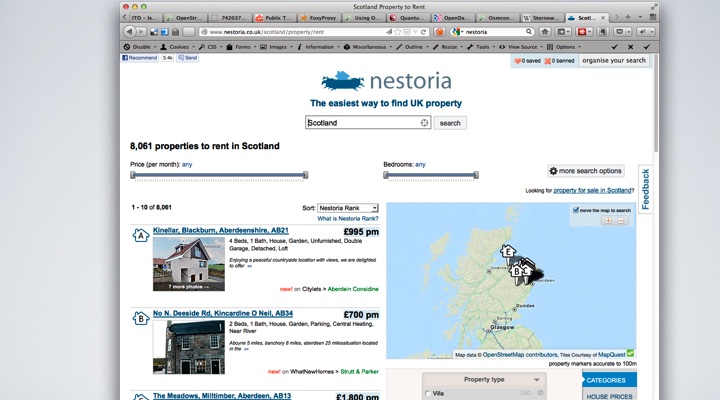 Scotland Property to Rent
ITO – le... OpenStr... 742037... Public T... FoxyProxy Using O... Quantu... OpenDa... Osmcon... Stornow... Scotl...
www.nestoria.co.uk/scotland/property/rent nestoria
Disable Cookies CSS Forms Images Information Miscellaneous Outline Resize Tools View Source Options
Recommend 5.4k Send
0 saved 0 banned organise your search
nestoria
The easiest way to find UK property
Scotland search
8,061 properties to rent in Scotland
Price (per month): any Bedrooms: any more search options
Looking for property for sale in Scotland?
Feedback
1 - 10 of 8,061 Sort: Nestoria Rank
What is Nestoria Rank?
A Kinellar, Blackburn, Aberdeenshire, AB21 £995 pm
4 Beds, 1 Bath, House, Garden, Unfurnished, Double
Garage, Detached, Loft
Enjoying a peaceful countryside location with views, we are delighted
to offer
7 more photos
new! on Citylets > Aberdein Considine
B No N. Deeside Rd, Kincardine O Neil, AB34 £700 pm
2 Beds, 1 Bath, House, Garden, Parking, Central Heating,
Near River
Aboyne 5 miles, banchory 8 miles, aberdeen 25 milessituation located
in the
new! on WhatNewHomes > Strutt & Parker
The Meadows, Milltimber, Aberdeen, AB13 £1,800 pm
move the map to search
E
B C
Inverness
Aberdeen
Dundee
Stirling
Glasgow
Map data © OpenStreetMap contributors, Tiles Courtesy of MapQuest
property markers accurate to 100m
Property type
Villa 590
CATEGORIES
HOUSE PRICES